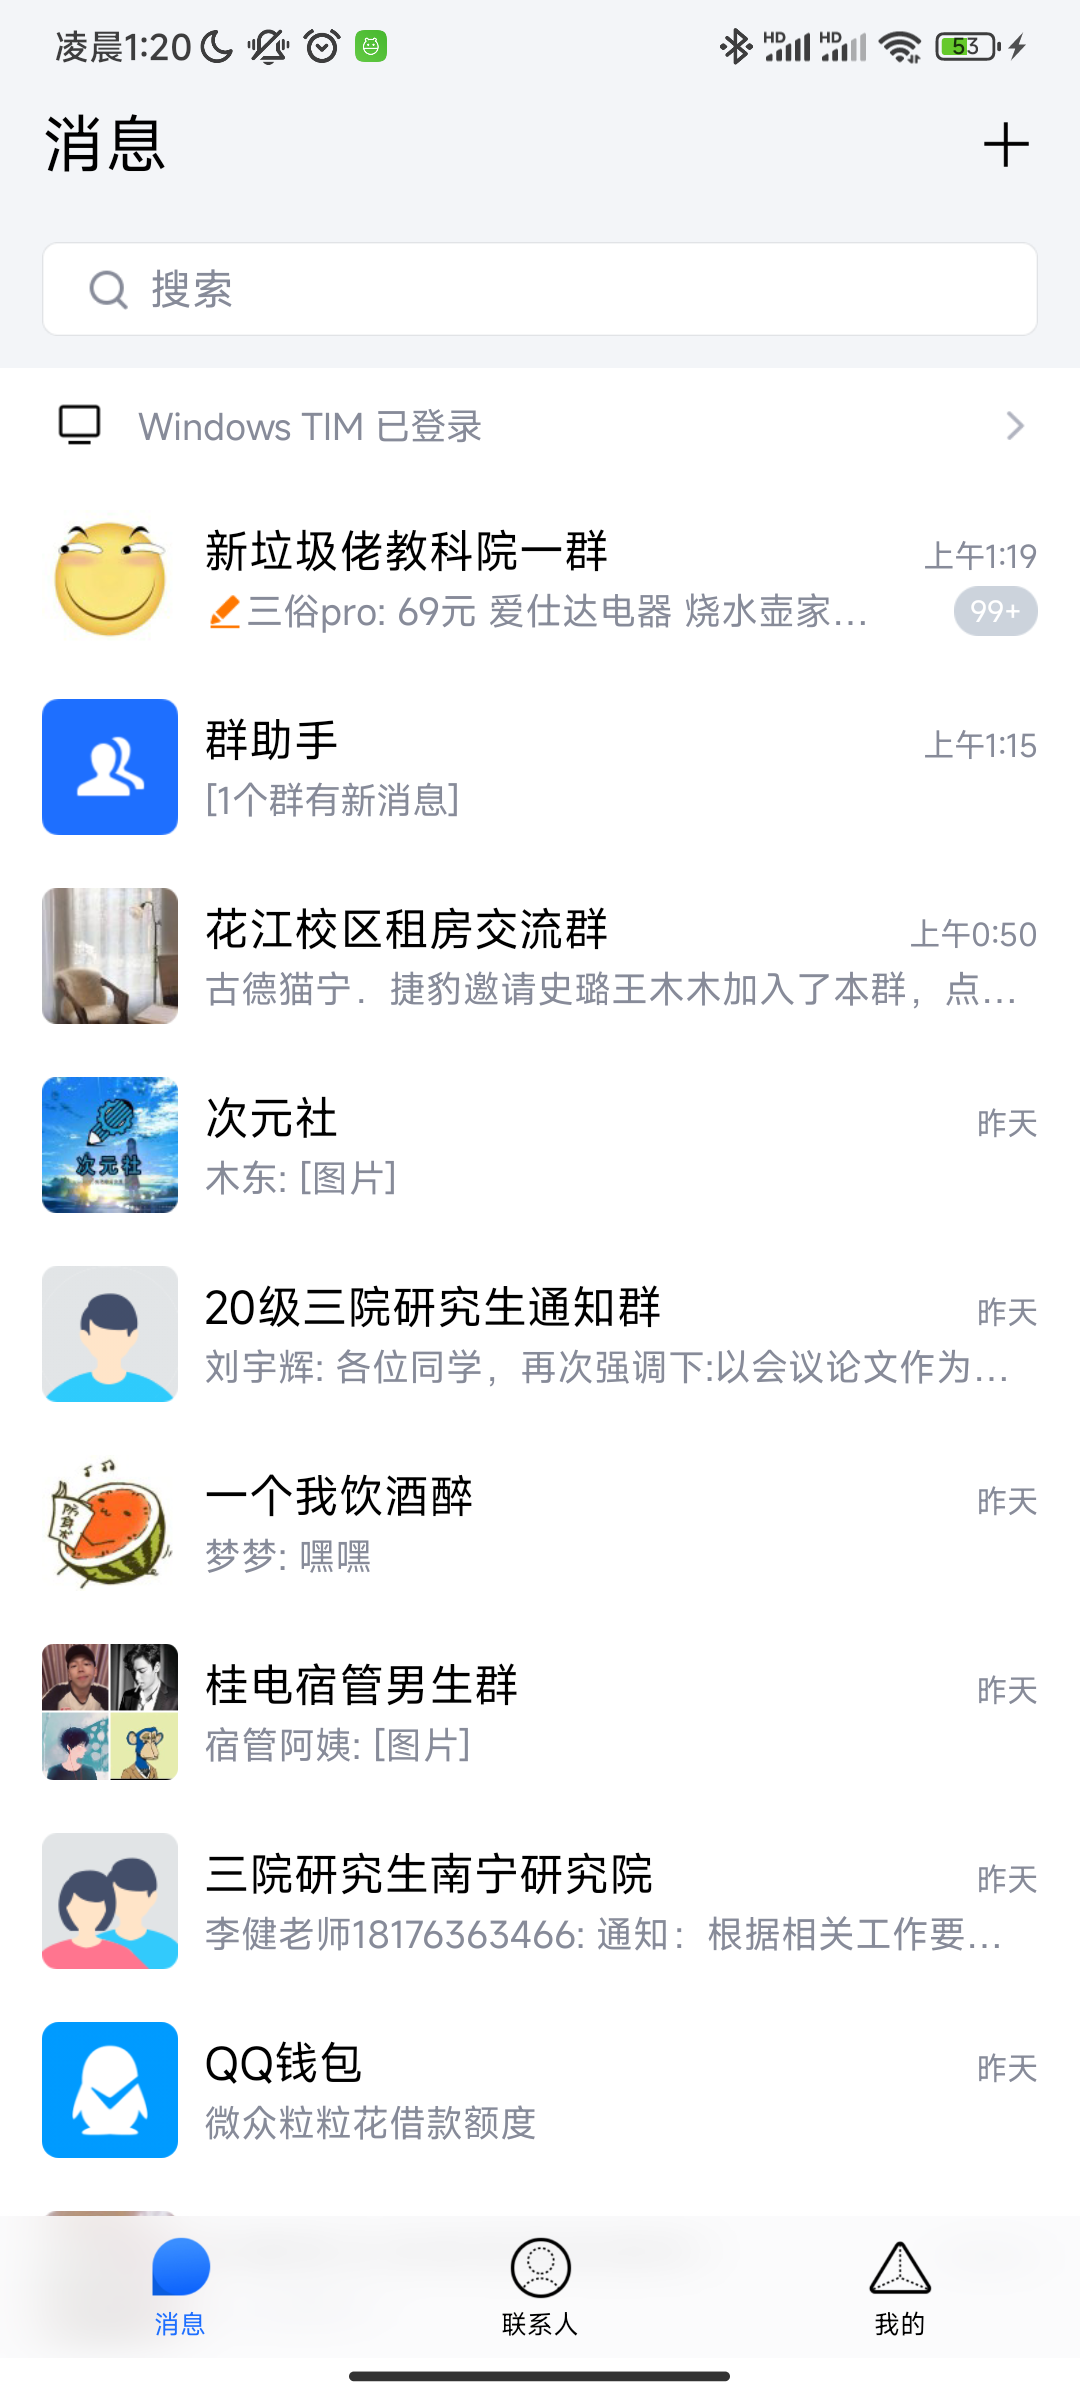 凌晨1:20
HD HD 53
消息
搜索
Windows TIM 已登录
新垃圾佬教科院一群 上午1:19
三俗pro: 69元 爱仕达电器 烧水壶家... 99+
群助手 上午1:15
[1个群有新消息]
花江校区租房交流群 上午0:50
古德猫宁．捷豹邀请史璐王木木加入了本群，点...
次元社 昨天
木东: [图片]
次元社
20级三院研究生通知群 昨天
刘宇辉: 各位同学，再次强调下:以会议论文作为...
一个我饮酒醉 昨天
梦梦: 嘿嘿
防身术
桂电宿管男生群 昨天
宿管阿姨: [图片]
三院研究生南宁研究院 昨天
李健老师18176363466: 通知：根据相关工作要...
QQ钱包 昨天
微众粒粒花借款额度
消息 联系人 我的